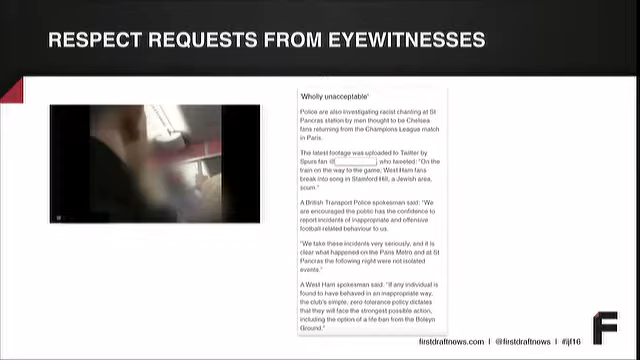 RESPECT REQUESTS FROM EYEWITNESSES
'Wholly unacceptable'
Police are also investigating racist chanting at St
Pancras station by men thought to be Chelsea
fans returning from the Champions League match
in Paris.
The latest footage was uploaded to Twitter by
Spurs fan @ who tweeted: "On the
train on the way to the game, West Ham fans
break into song in Stamford Hill, a Jewish area,
scum."
A British Transport Police spokesman said: "We
are encouraged the public has the confidence to
report incidents of inappropriate and offensive
football-related behaviour to us.
"We take these incidents very seriously, and it is
clear what happened on the Paris Metro and at St
Pancras the following night were not isolated
events."
A West Ham spokesman said: "If any individual is
found to have behaved in an inappropriate way,
the club's simple, zero-tolerance policy dictates
that they will face the strongest possible action,
including the option of a life ban from the Boleyn
Ground."
firstdraftnews.com I @firstdraftnews I #ijf16
F